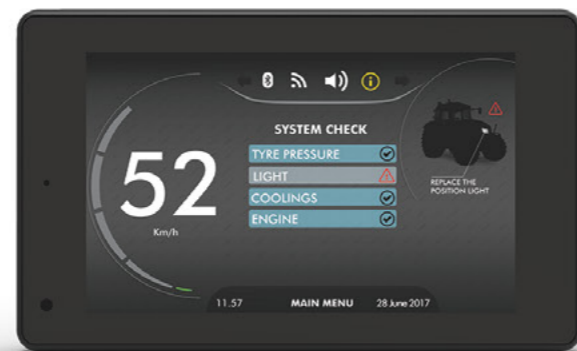 SYSTEM CHECK
TYRE PRESSURE
LIGHT
COOLINGS
ENGINE
52
Km/h
REPLACE THE
POSITION LIGHT
11.57
MAIN MENU
28 June 2017